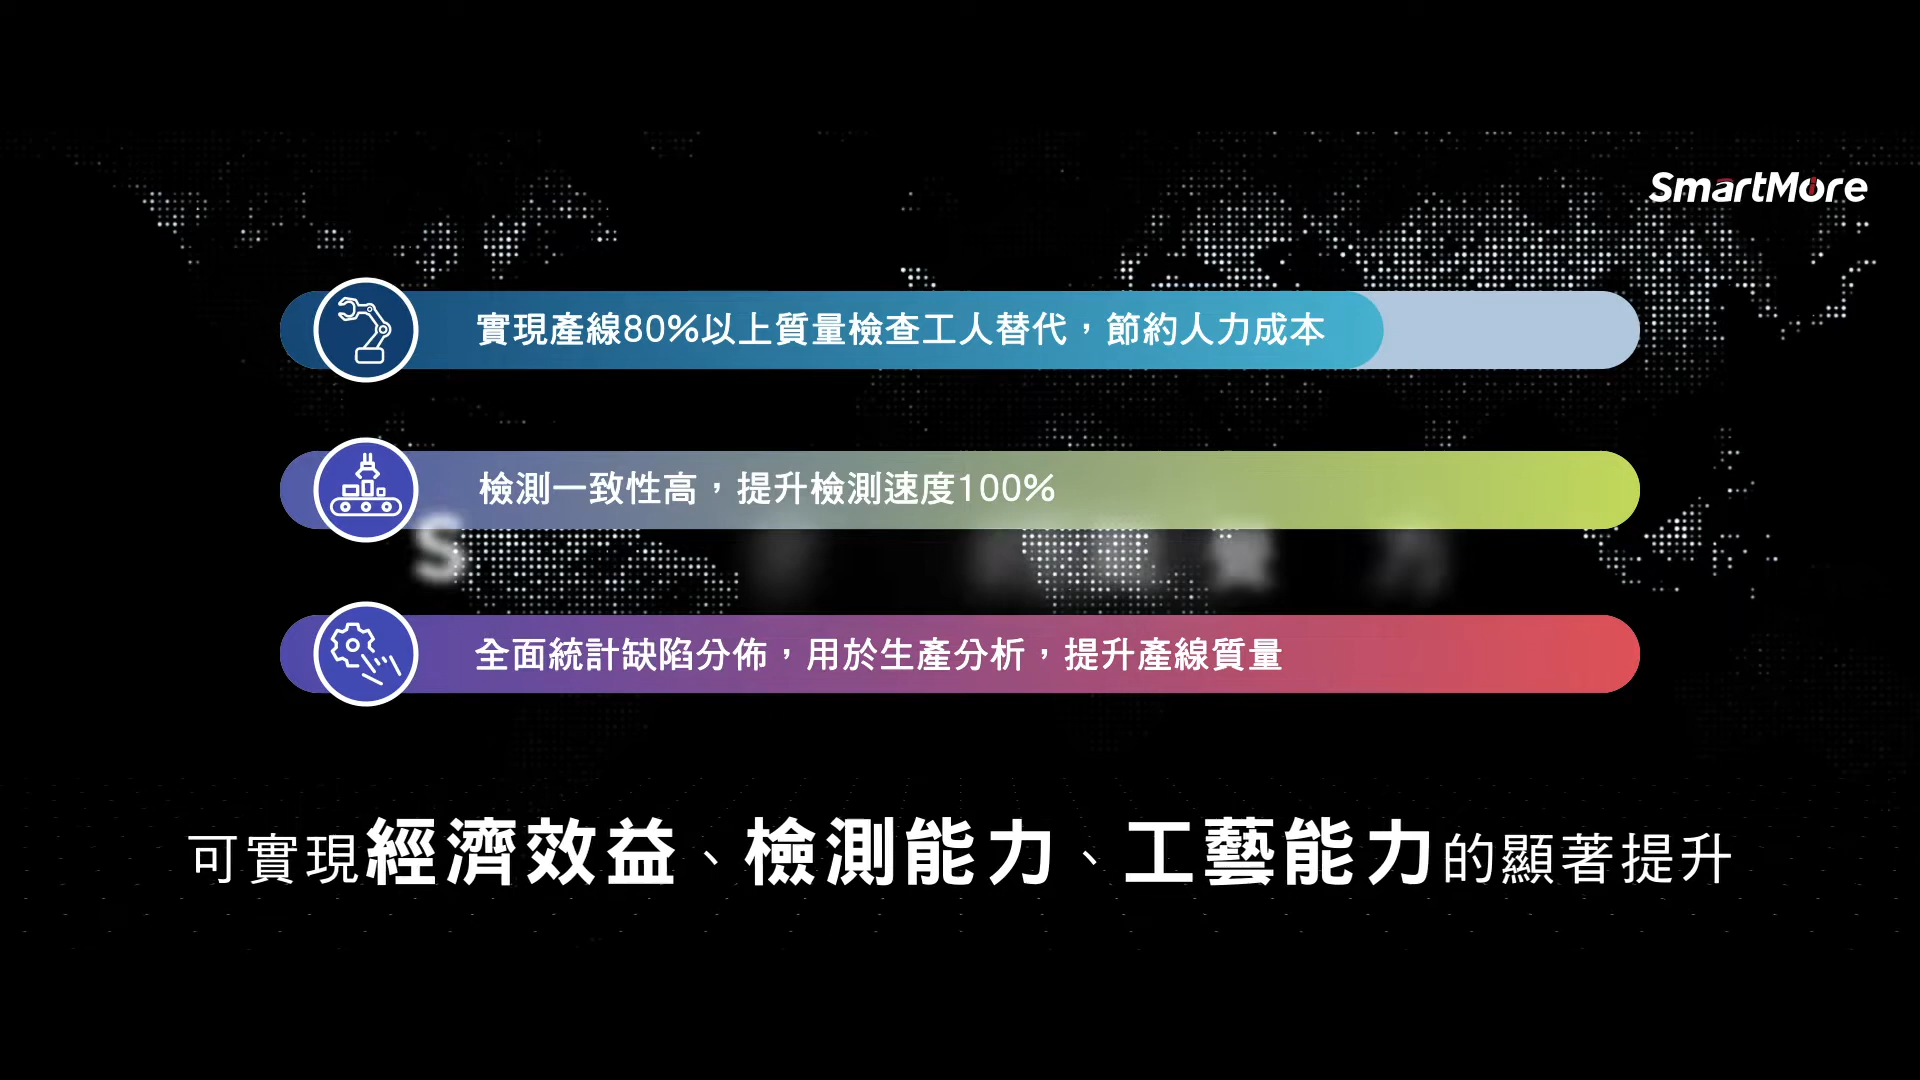 SmartMore
實現產線80%以上質量檢查工人替代，節約人力成本
檢測一致性高，提升檢測速度100%
全面統計缺陷分佈，用於生產分析，提升產線質量
可實現經濟效益、檢測能力、工藝能力的顯著提升